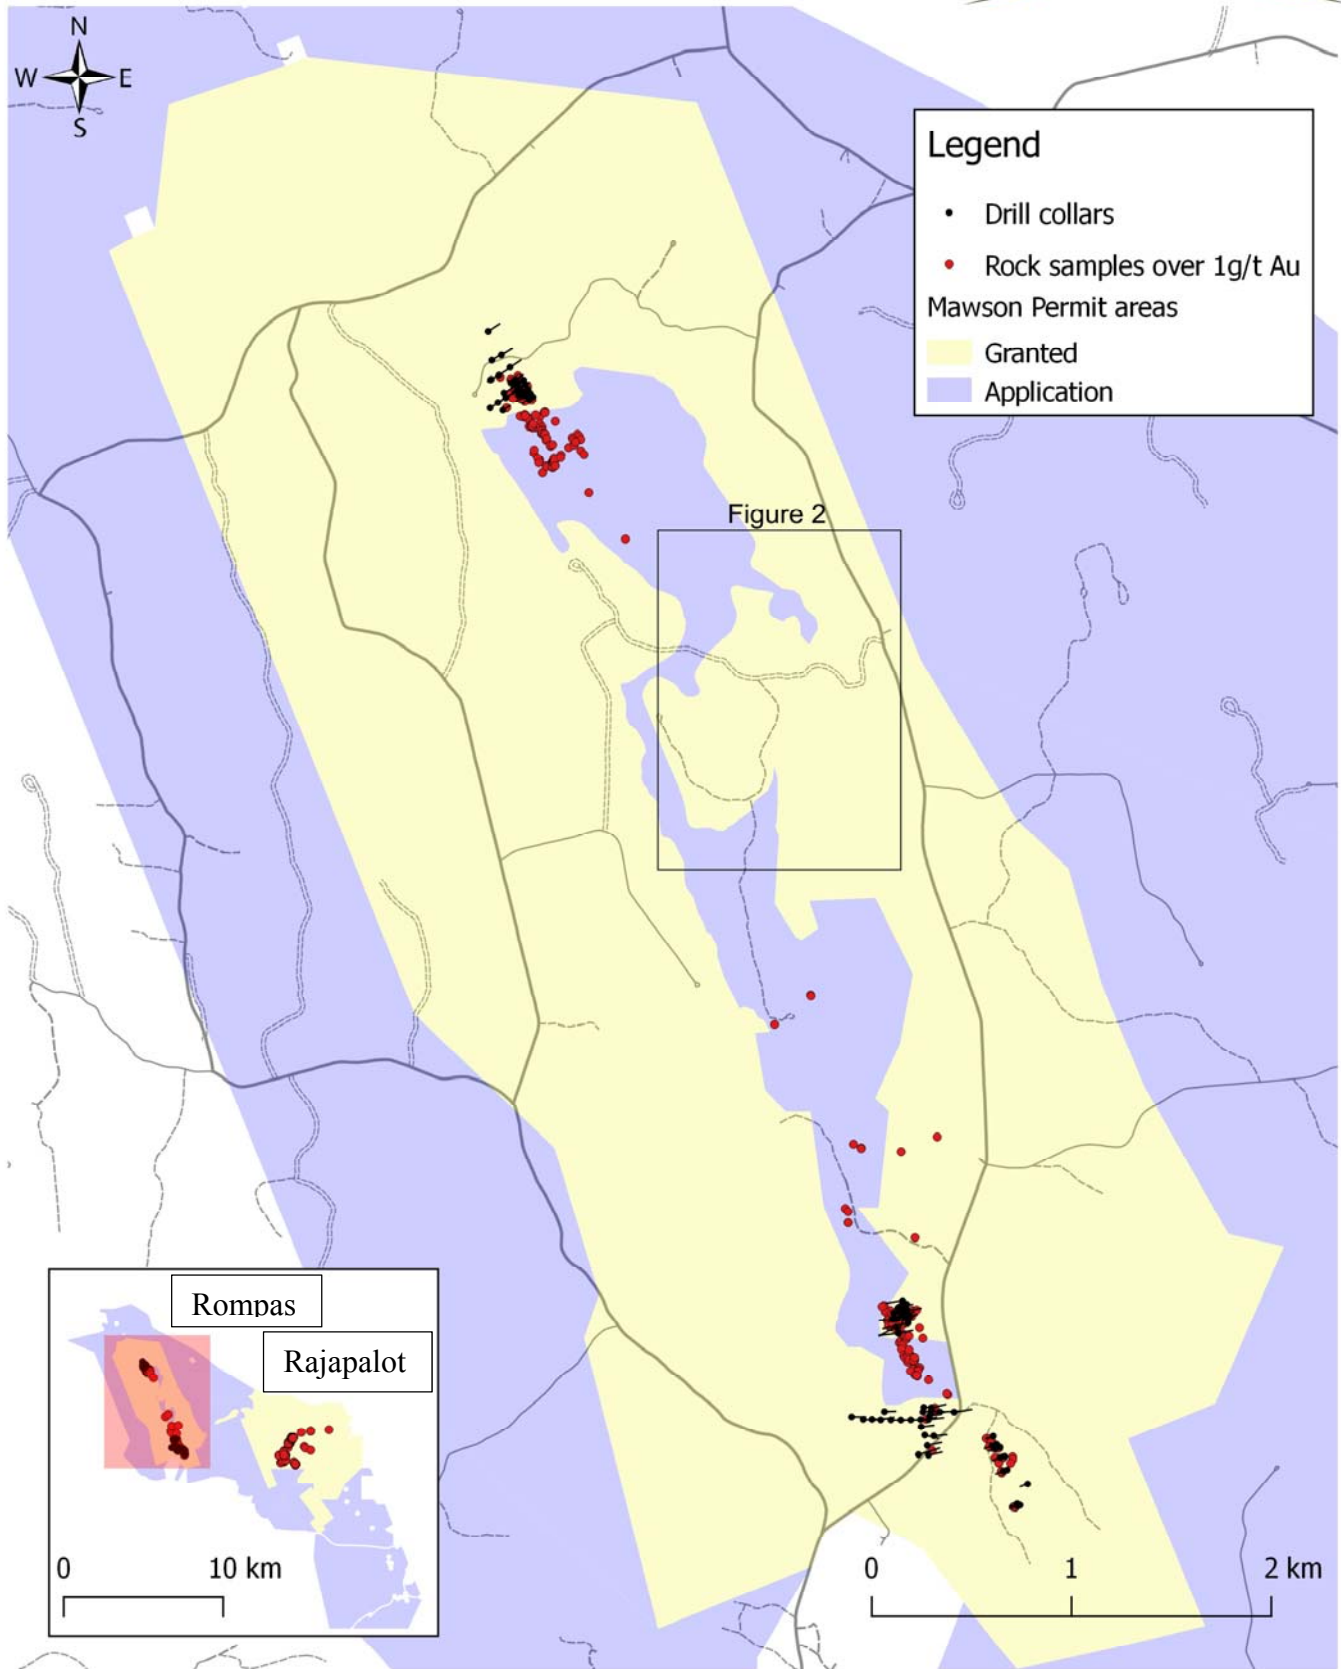 N
W E
S
Legend
Drill collars
Rock samples over 1g/t Au
Mawson Permit areas
Granted
Application
Figure 2
Rompas
Rajapalot
0 10 km
0 1 2 km